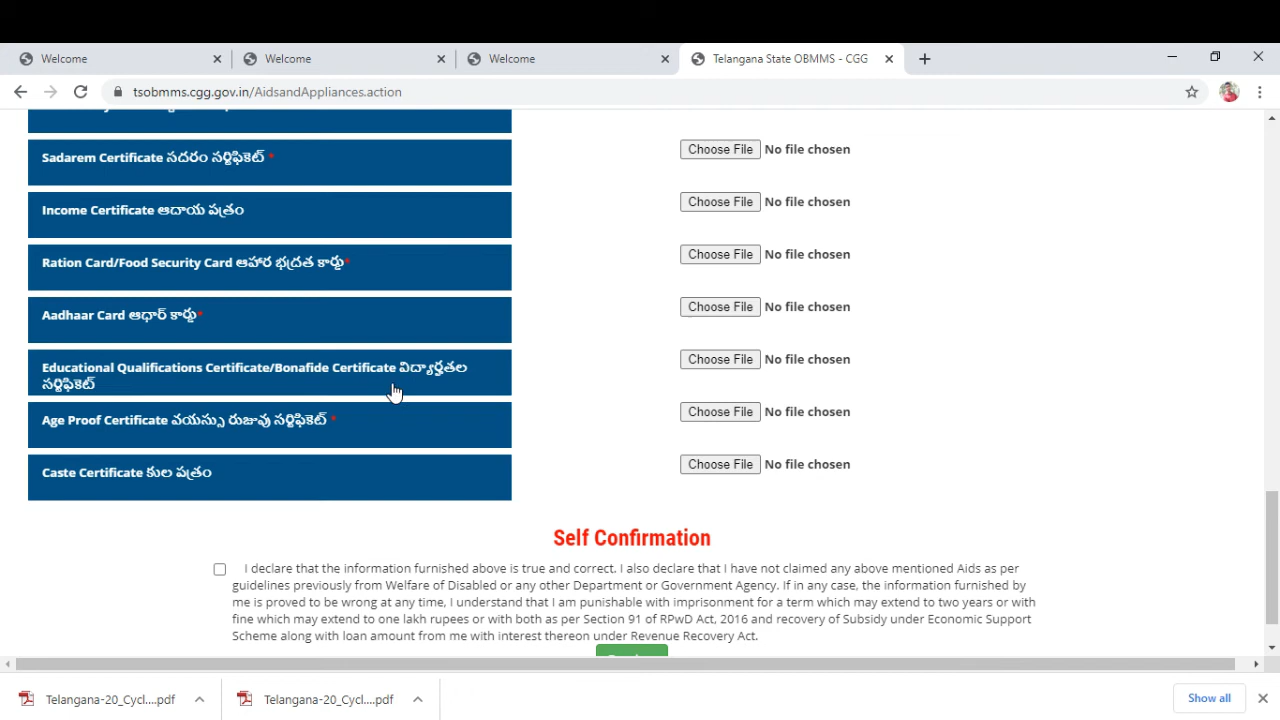 Welcome
Welcome
Welcome
Telangana State OBMMS - CGG
tsobmms.cgg.gov.in/AidsandAppliances.action
Sadarem Certificate సదరం సర్టిఫికెట్ *
Choose File No file chosen
Income Certificate ఆదాయ పత్రం
Choose File No file chosen
Ration Card/Food Security Card ఆహార భద్రత కార్డు*
Choose File No file chosen
Aadhaar Card ఆధార్ కార్డు*
Choose File No file chosen
Educational Qualifications Certificate/Bonafide Certificate విద్యార్హతల
సర్టిఫికెట్
Choose File No file chosen
Age Proof Certificate వయస్సు రుజువు సర్టిఫికెట్ *
Choose File No file chosen
Caste Certificate కుల పత్రం
Choose File No file chosen
Self Confirmation
I declare that the information furnished above is true and correct. I also declare that I have not claimed any above mentioned Aids as per
guidelines previously from Welfare of Disabled or any other Department or Government Agency. If in any case, the information furnished by
me is proved to be wrong at any time, I understand that I am punishable with imprisonment for a term which may extend to two years or with
fine which may extend to one lakh rupees or with both as per Section 91 of RPwD Act, 2016 and recovery of Subsidy under Economic Support
Scheme along with loan amount from me with interest thereon under Revenue Recovery Act.
Telangana-20_Cycl....pdf
Telangana-20_Cycl....pdf
Show all